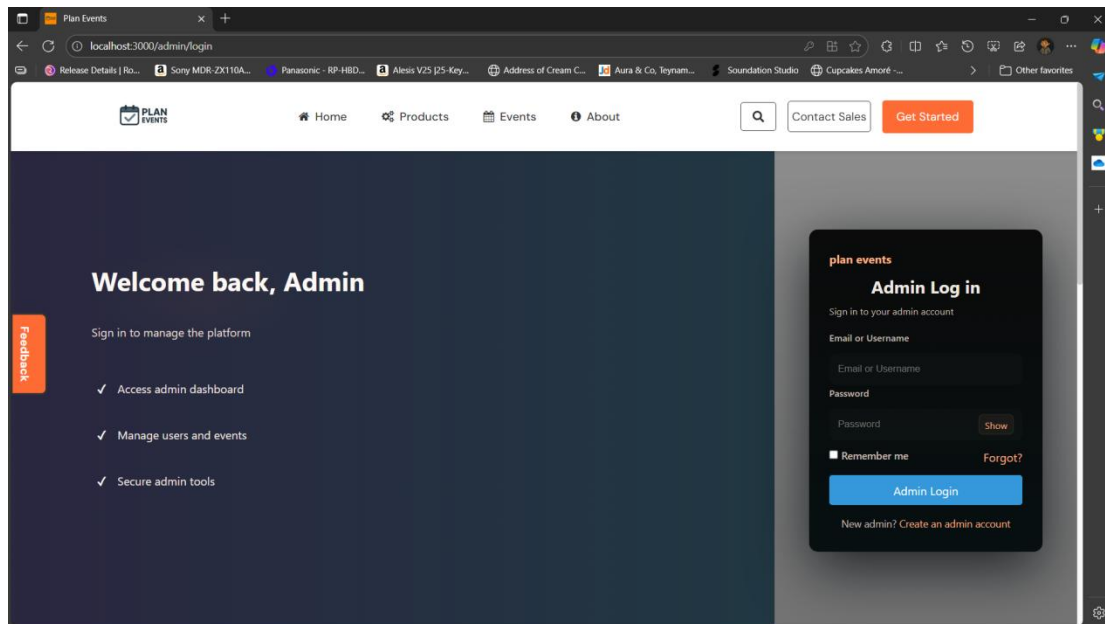 Plan Events
localhost:3000/admin/login
Release Details | Ro...
Sony MDR-ZX110A...
Panasonic - RP-HBD...
Alesis V25 |25-Key...
Address of Cream C...
Aura & Co, Teynam...
Soundation Studio
Cupcakes Amoré -...
Other favorites
PLAN
EVENTS
Home
Products
Events
About
Contact Sales
Get Started
Feedback
Welcome back, Admin
Sign in to manage the platform
✓ Access admin dashboard
✓ Manage users and events
✓ Secure admin tools
plan events
Admin Log in
Sign in to your admin account
Email or Username
Email or Username
Password
Password
Show
Remember me
Forgot?
Admin Login
New admin? Create an admin account